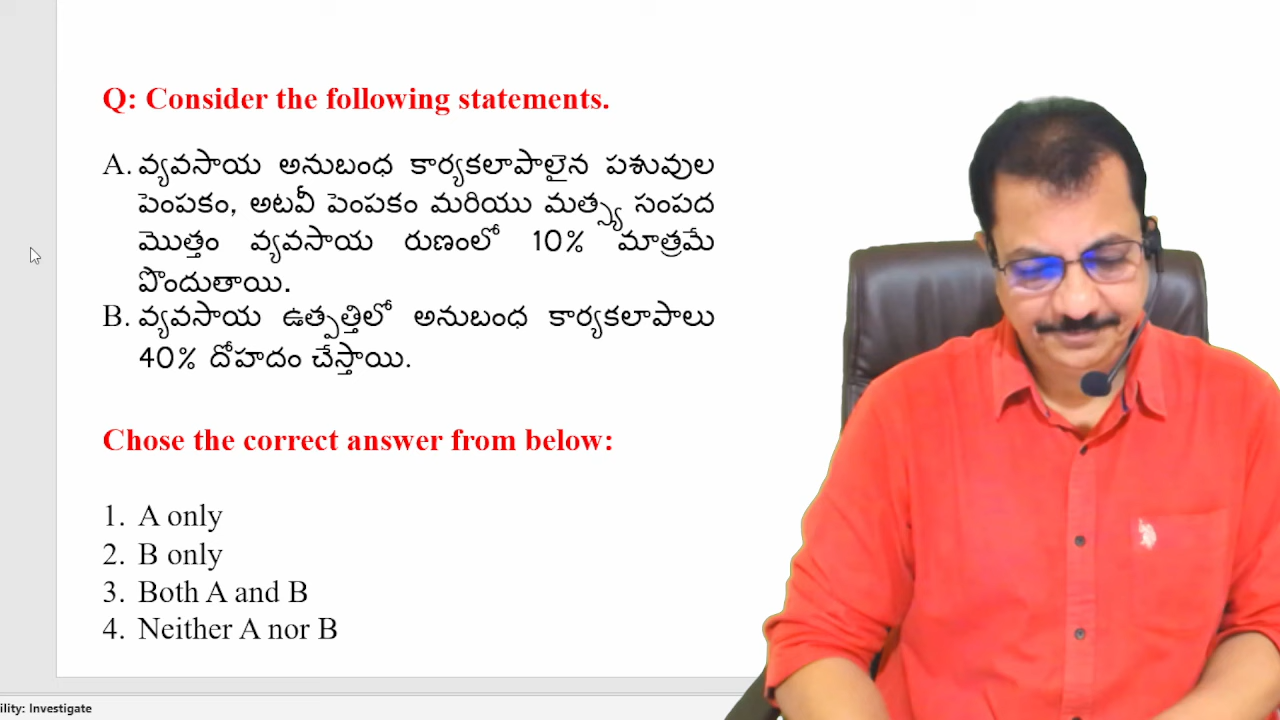 Q: Consider the following statements.
A. వ్యవసాయ అనుబంధ కార్యకలాపాలైన పశువుల
పెంపకం, అటవీ పెంపకం మరియు మత్స్య సంపద
మొత్తం వ్యవసాయ రుణంలో 10% మాత్రమే
పొందుతాయి.
B. వ్యవసాయ ఉత్పత్తిలో అనుబంధ కార్యకలాపాలు
40% దోహదం చేస్తాయి.
Chose the correct answer from below:
1. A only
2. B only
3. Both A and B
4. Neither A nor B
ility: Investigate